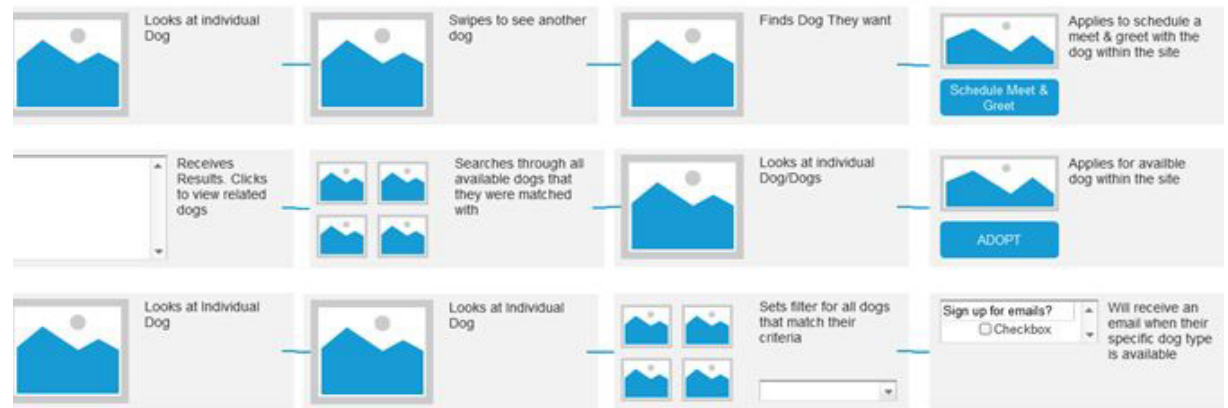 Looks at individual
Dog
Swipes to see another
dog
Finds Dog They want
Applies to schedule a
meet & greet with the
dog within the site
Schedule Meet &
Greet
Receives
Results. Clicks
to view related
dogs
Searches through all
available dogs that
they were matched
with
Looks at individual
Dog/Dogs
Applies for availble
dog within the site
ADOPT
Looks at Individual
Dog
Looks at Individual
Dog
Sets filter for all dogs
that match their
criteria
Sign up for emails?
Checkbox
Will receive an
email when their
specific dog type
is available